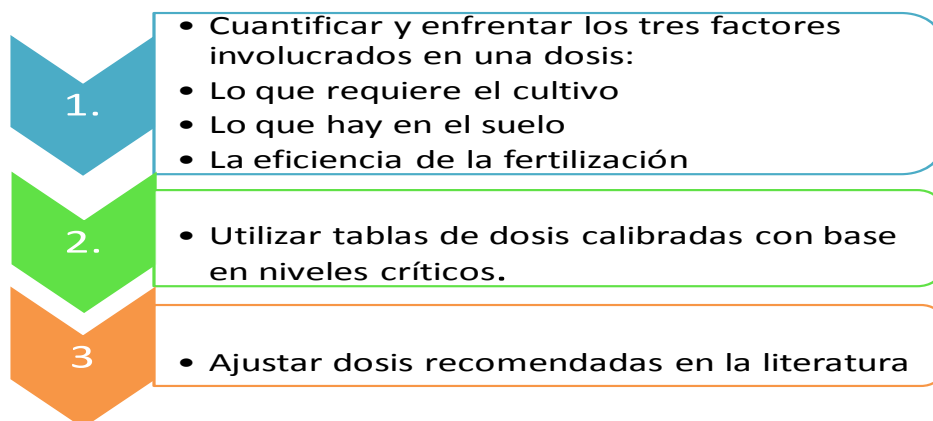 1.
• Cuantificar y enfrentar los tres factores
involucrados en una dosis:
• Lo que requiere el cultivo
• Lo que hay en el suelo
• La eficiencia de la fertilización
2.
• Utilizar tablas de dosis calibradas con base
en niveles críticos.
3
• Ajustar dosis recomendadas en la literatura